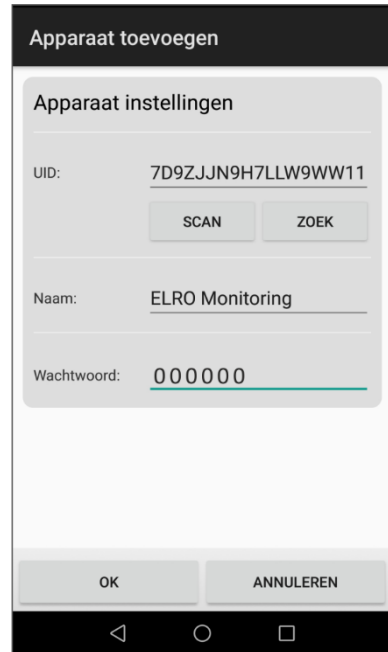 Apparaat toevoegen
Apparaat instellingen
UID: 7D9ZJJN9H7LLW9WW11
SCAN ZOEK
Naam: ELRO Monitoring
Wachtwoord: 000000
OK ANNULEREN